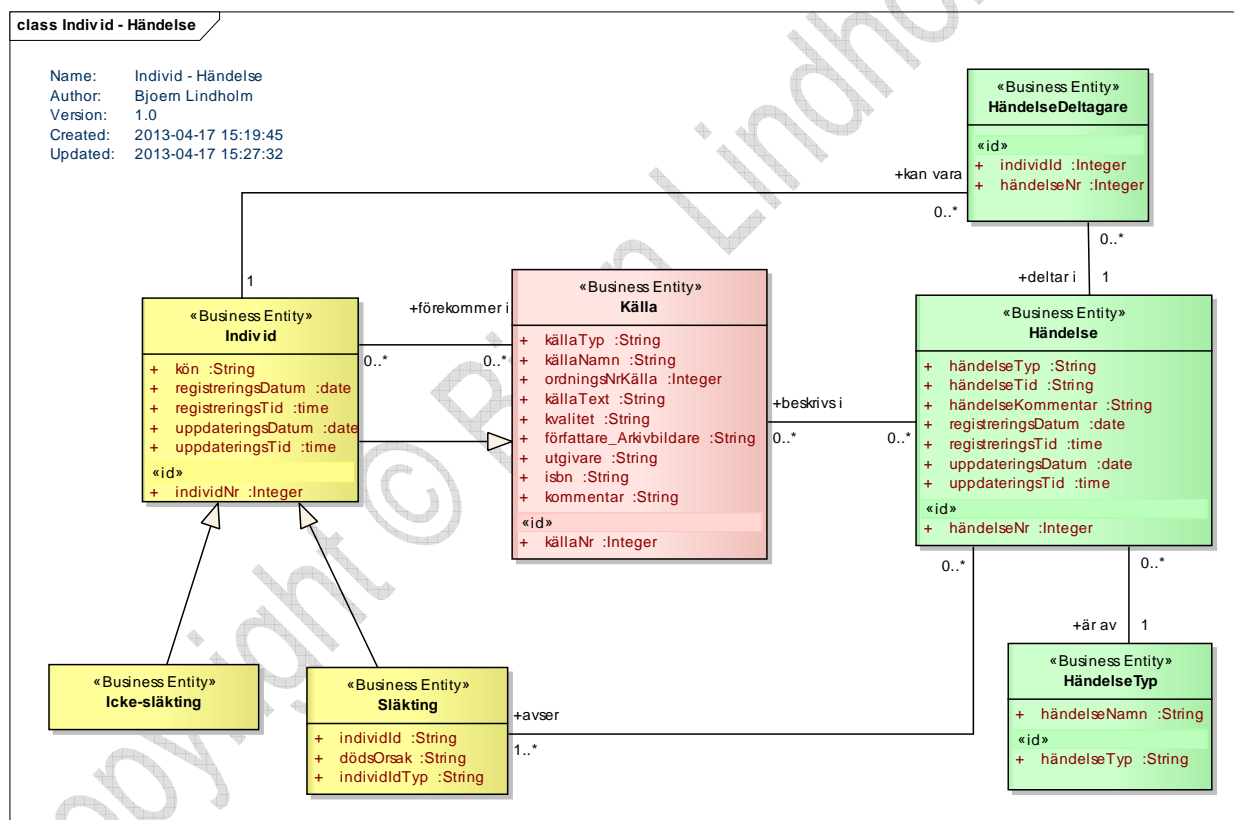 class Individ - Händelse
Name: Individ - Händelse
Author: Bjoern Lindholm
Version: 1.0
Created: 2013-04-17 15:19:45
Updated: 2013-04-17 15:27:32
«Business Entity»
HändelseDeltagare
«id»
+ individId :Integer
+ händelseNr :Integer
+kan vara
0..*
1
0..*
+deltar i
1
«Business Entity»
Individ
+ kön :String
+ registreringsDatum :date
+ registreringsTid :time
+ uppdateringsDatum :date
+ uppdateringsTid :time
«id»
+ individNr :Integer
+förekommer i
0..*
0..*
«Business Entity»
Källa
+ källaTyp :String
+ källaNamn :String
+ ordningsNrKälla :Integer
+ källaText :String
+ kvalitet :String
+ författare_Arkivbildare :String
+ utgivare :String
+ isbn :String
+ kommentar :String
«id»
+ källaNr :Integer
+beskrivs i
0..*
0..*
«Business Entity»
Händelse
+ händelseTyp :String
+ händelseTid :String
+ händelseKommentar :String
+ registreringsDatum :date
+ registreringsTid :time
+ uppdateringsDatum :date
+ uppdateringsTid :time
«id»
+ händelseNr :Integer
0..*
0..*
+är av
1
«Business Entity»
Icke-släkting
«Business Entity»
Släkting
+ individId :String
+ dödsOrsak :String
+ individIdTyp :String
+avser
1..*
«Business Entity»
HändelseTyp
+ händelseNamn :String
«id»
+ händelseTyp :String